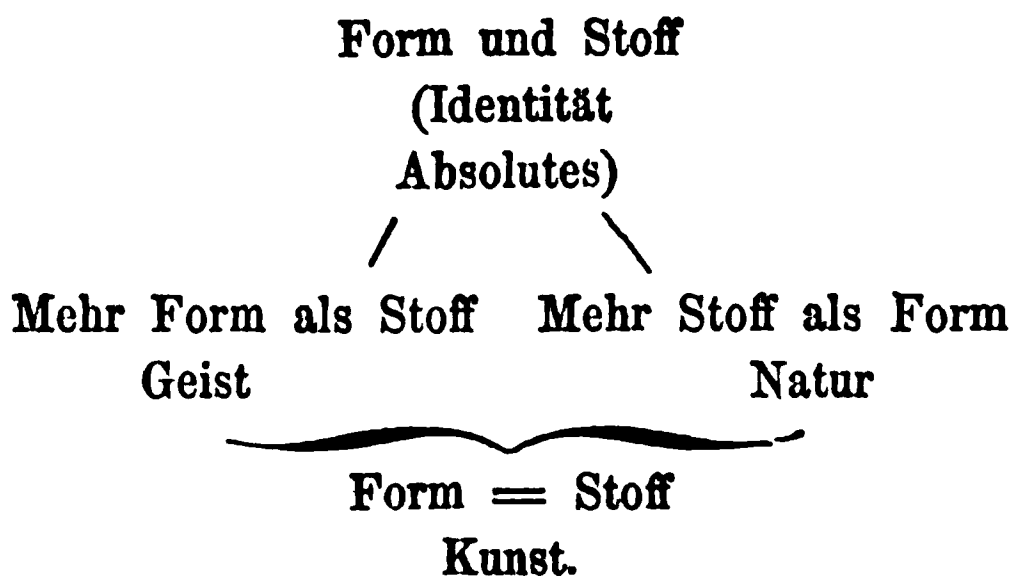 Form und Stoff
(Identität
Absolutes)
Mehr Form als Stoff Mehr Stoff als Form
Geist Natur
Form = Stoff
Kunst.